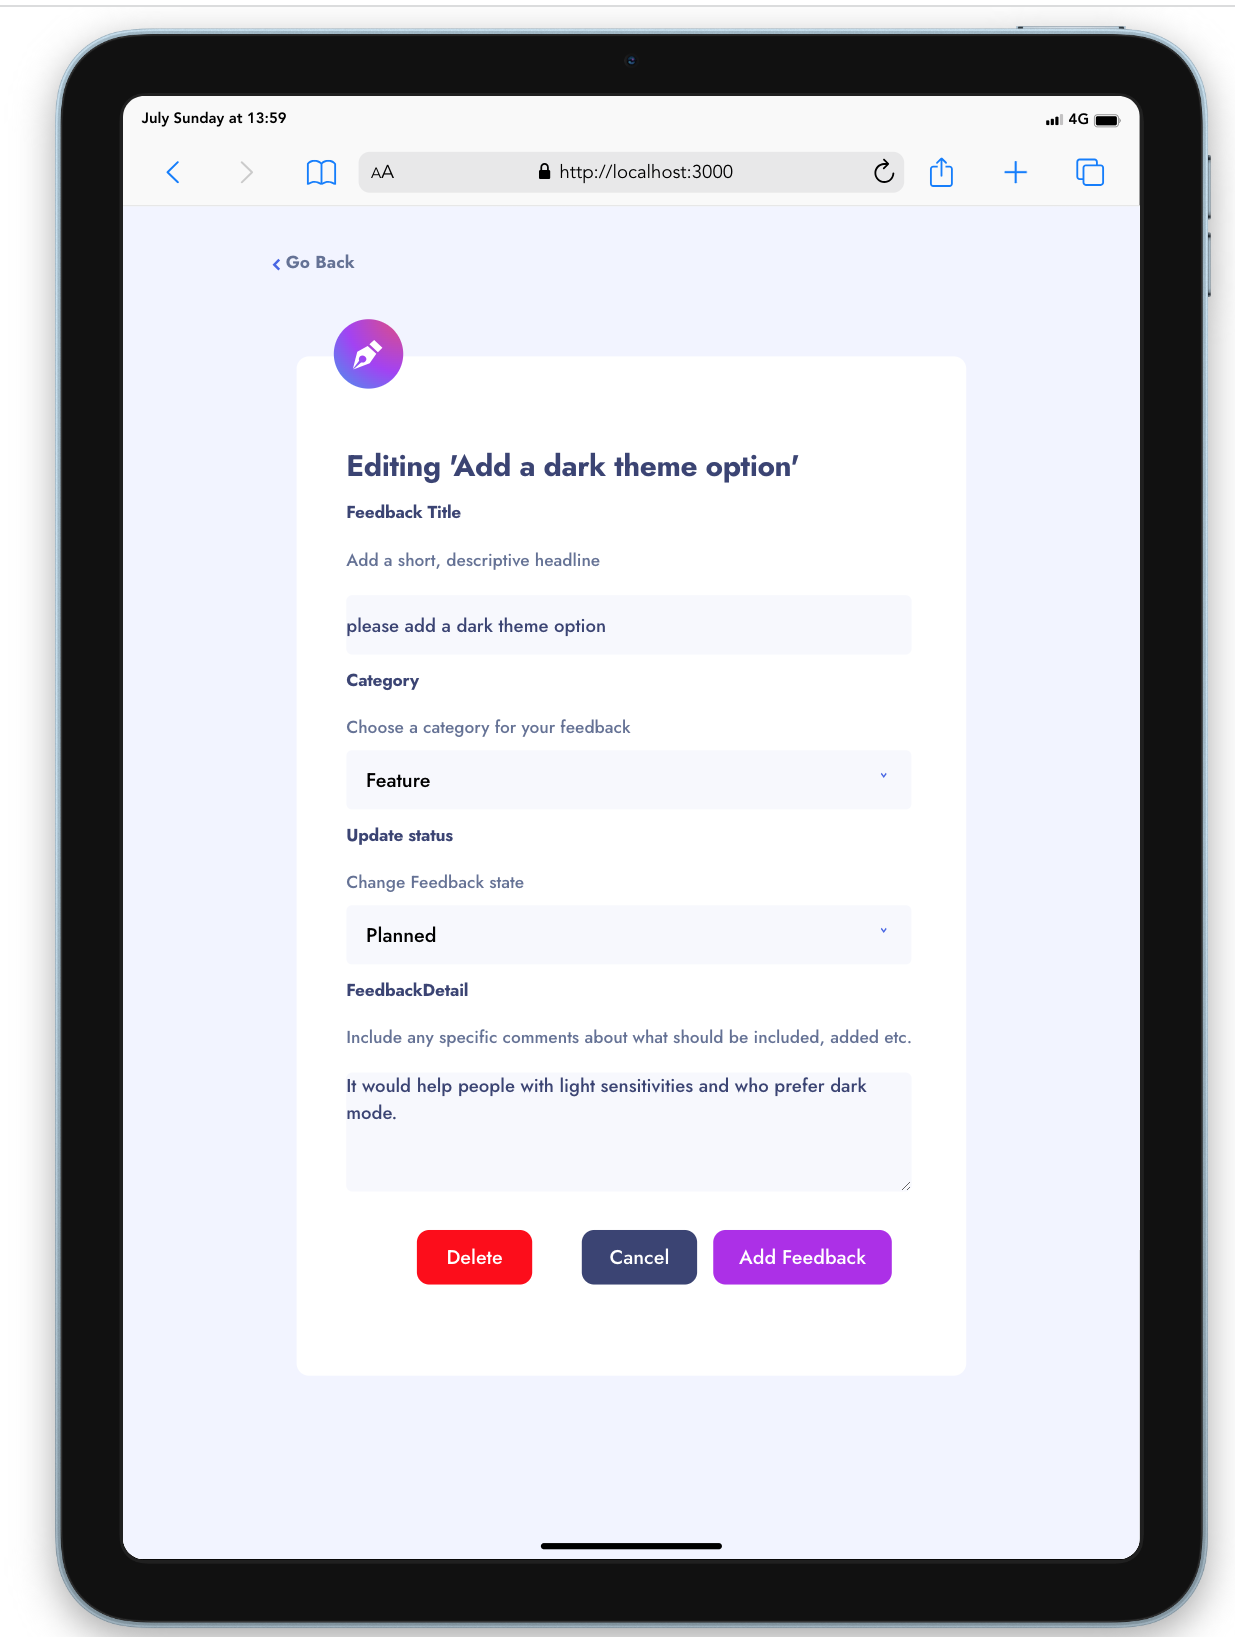 July Sunday at 13:59
4G
AA
http://localhost:3000
Go Back
Editing 'Add a dark theme option'
Feedback Title
Add a short, descriptive headline
please add a dark theme option
Category
Choose a category for your feedback
Feature
Update status
Change Feedback state
Planned
FeedbackDetail
Include any specific comments about what should be included, added etc.
It would help people with light sensitivities and who prefer dark
mode.
Delete
Cancel
Add Feedback